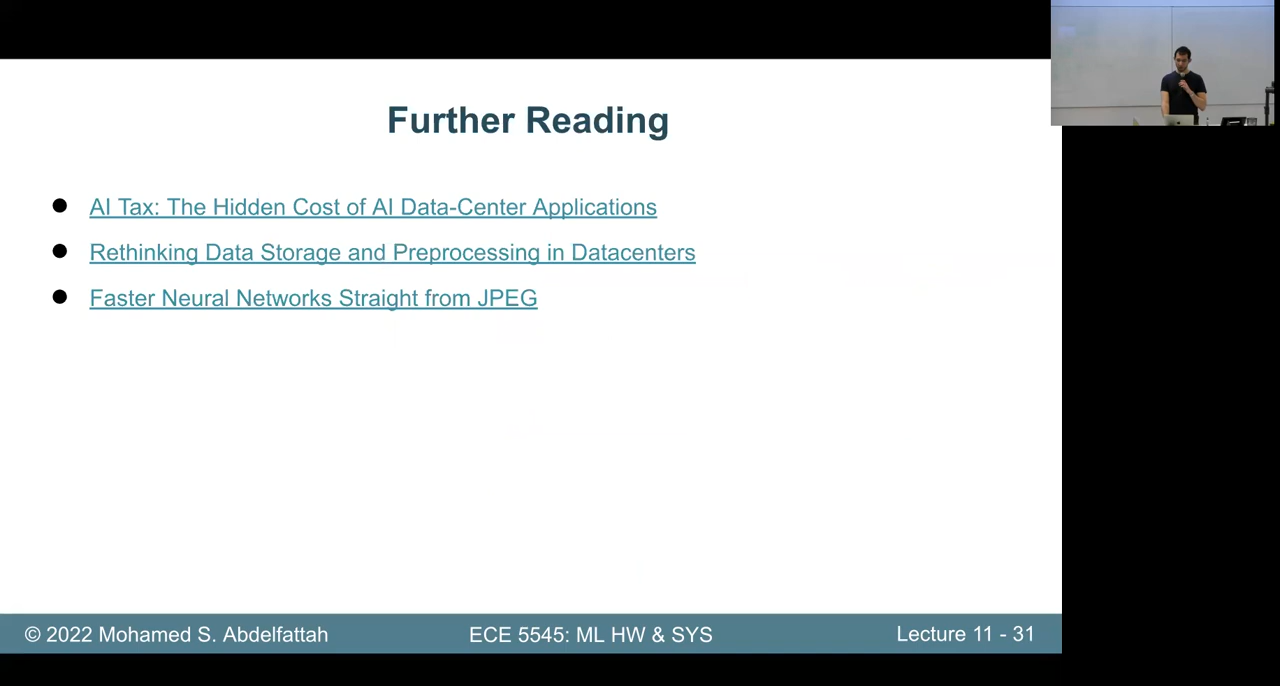 Further Reading
● AI Tax: The Hidden Cost of AI Data-Center Applications
● Rethinking Data Storage and Preprocessing in Datacenters
● Faster Neural Networks Straight from JPEG
© 2022 Mohamed S. Abdelfattah
ECE 5545: ML HW & SYS
Lecture 11 - 31